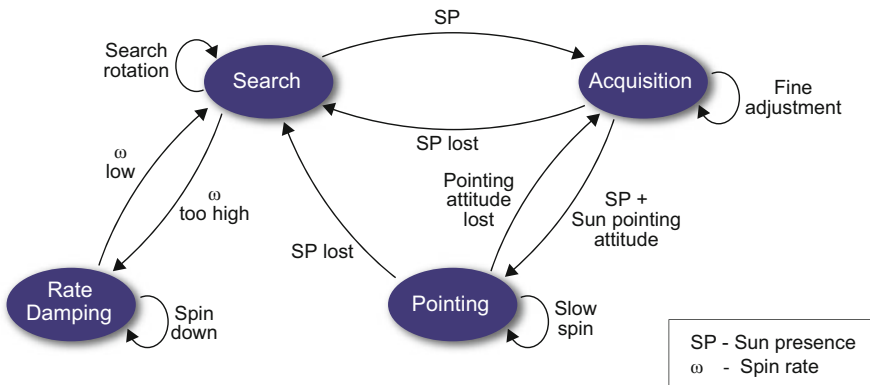 SP
Search
rotation
Search
Acquisition
Fine
adjustment
SP lost
ω
low
ω
too high
Pointing
attitude
lost
SP +
Sun pointing
attitude
SP lost
Rate
Damping
Spin
down
Pointing
Slow
spin
SP - Sun presence
ω - Spin rate